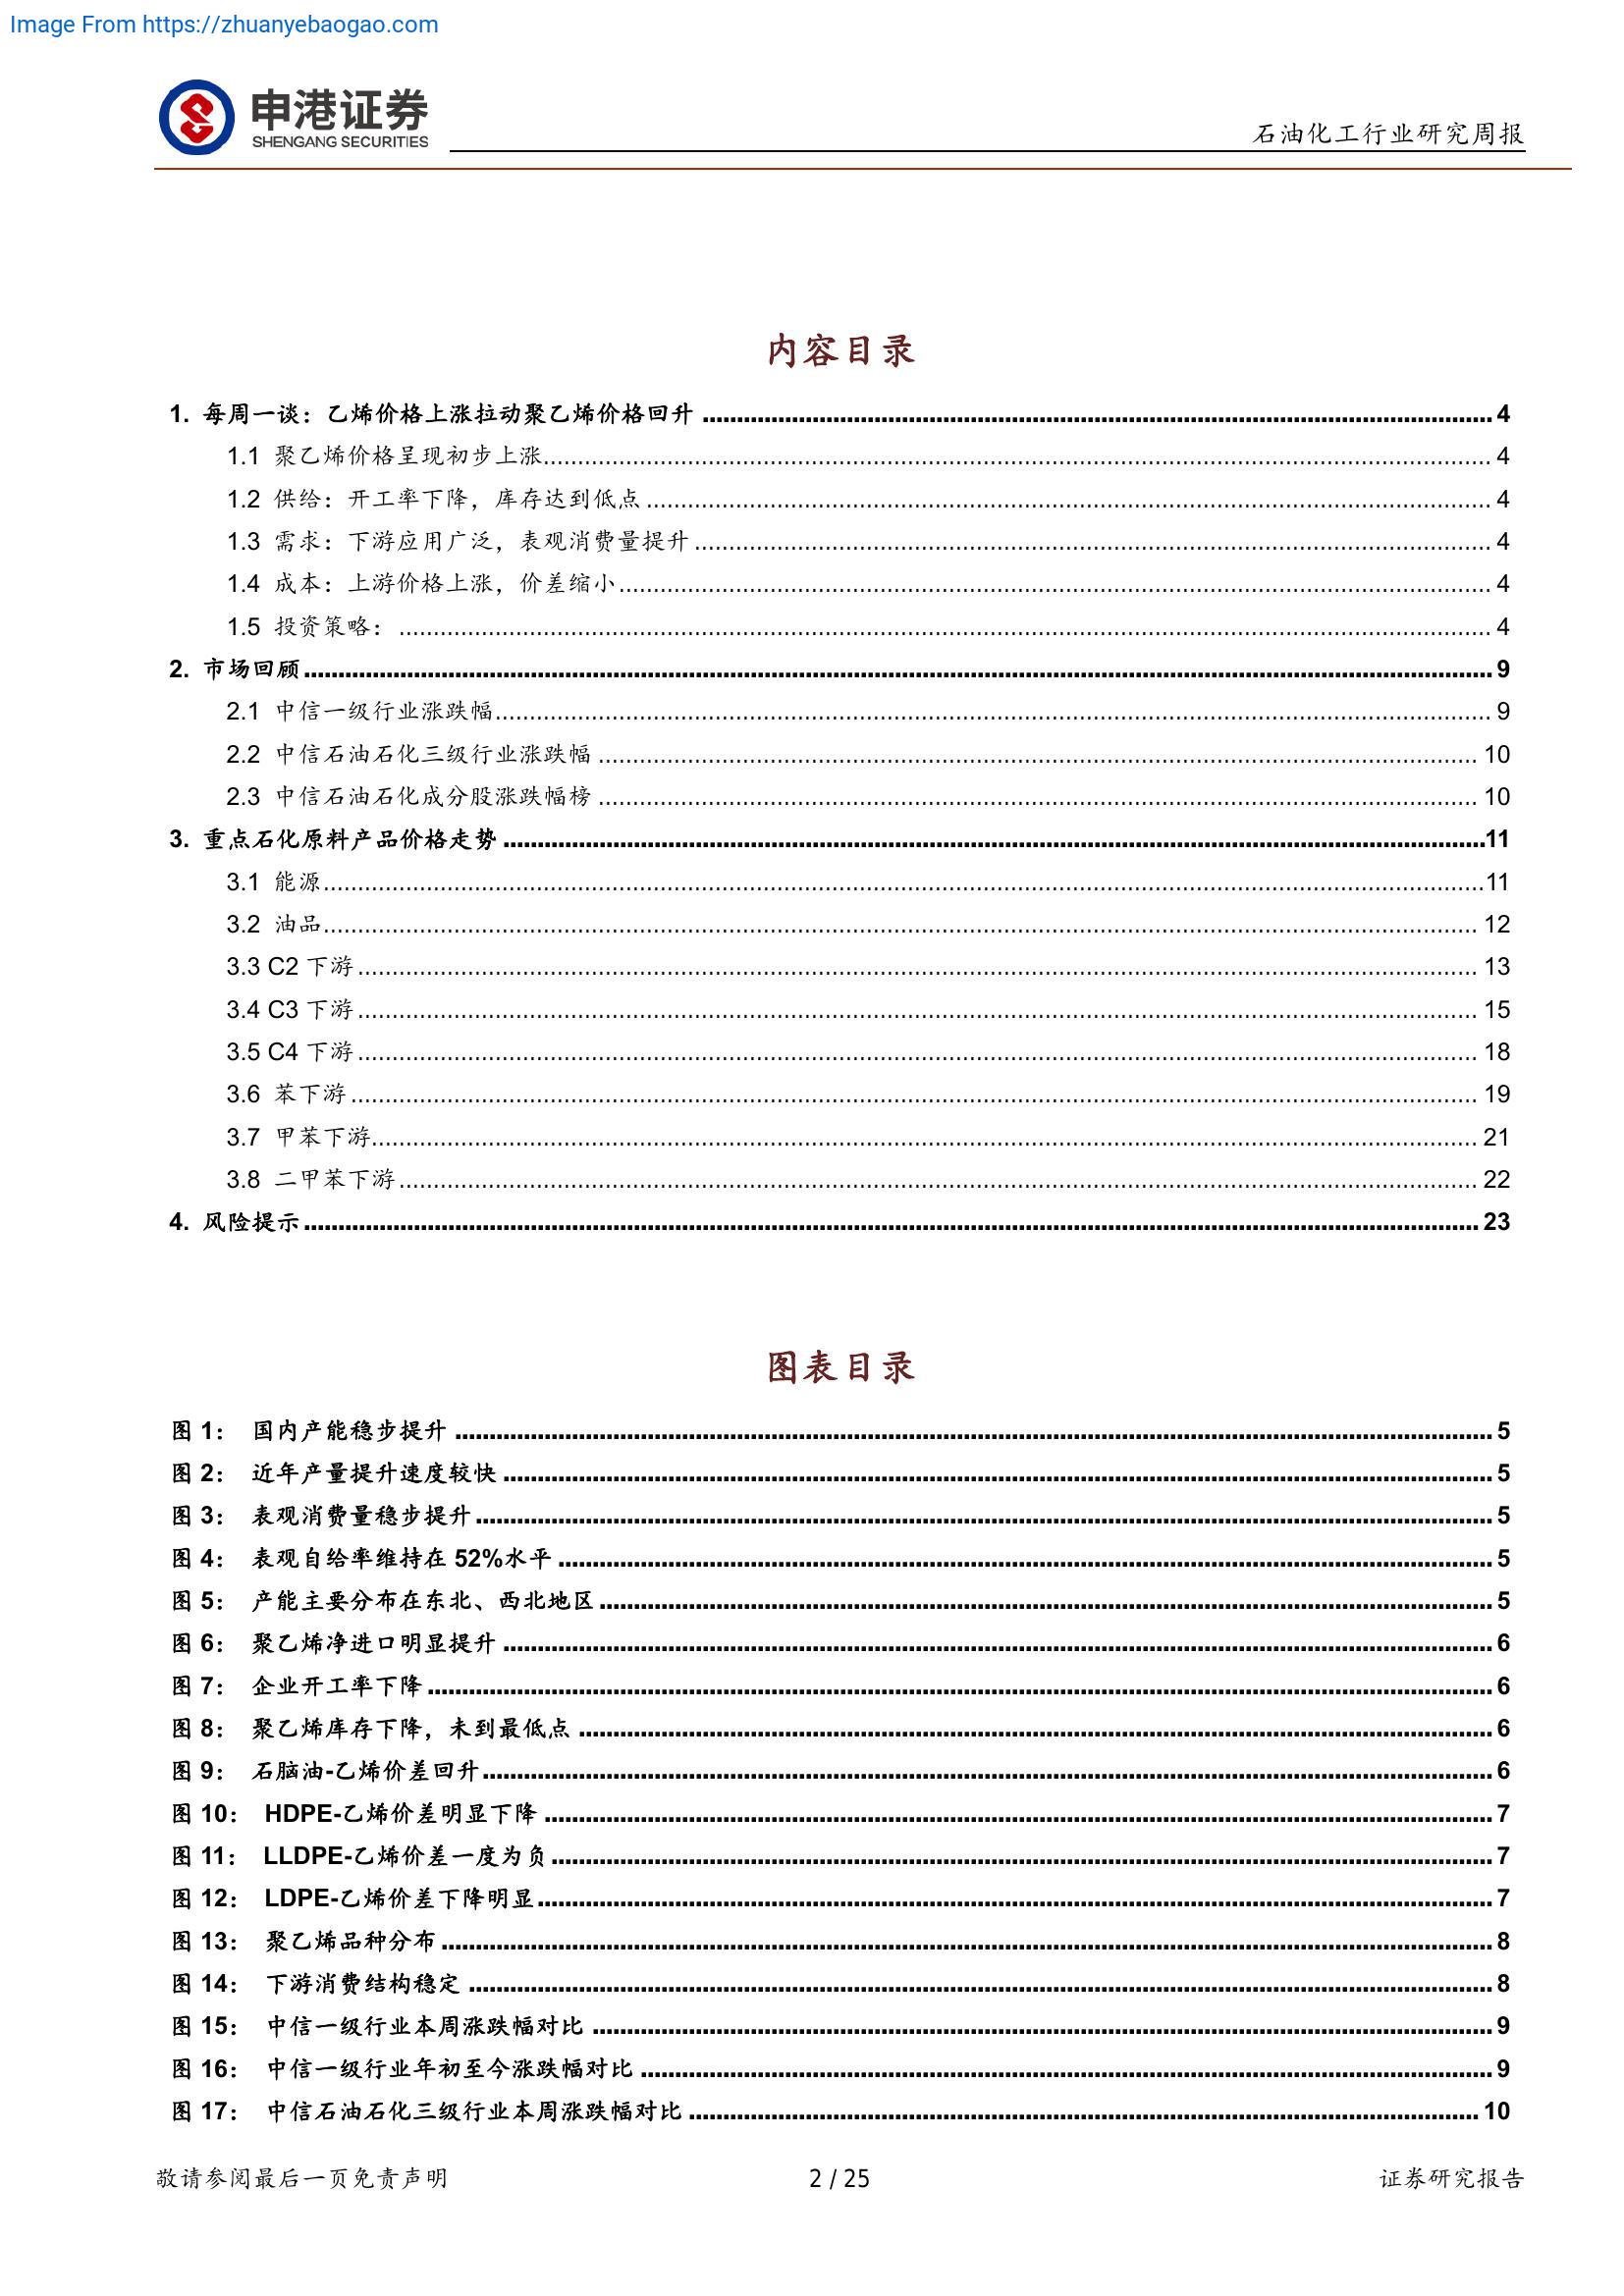 Image From https://zhuanyebaogao.com
申港证券
SHENGANG SECURITIES
石油化工行业研究周报
内容目录
1. 每周一谈：乙烯价格上涨拉动聚乙烯价格回升 4
1.1 聚乙烯价格呈现初步上涨 4
1.2 供给：开工率下降，库存达到低点 4
1.3 需求：下游应用广泛，表观消费量提升 4
1.4 成本：上游价格上涨，价差缩小 4
1.5 投资策略： 4
2. 市场回顾 9
2.1 中信一级行业涨跌幅 9
2.2 中信石油石化三级行业涨跌幅 10
2.3 中信石油石化成分股涨跌幅榜 10
3. 重点石化原料产品价格走势 11
3.1 能源 11
3.2 油品 12
3.3 C2 下游 13
3.4 C3 下游 15
3.5 C4 下游 18
3.6 苯下游 19
3.7 甲苯下游 21
3.8 二甲苯下游 22
4. 风险提示 23
图表目录
图 1： 国内产能稳步提升 5
图 2： 近年产量提升速度较快 5
图 3： 表观消费量稳步提升 5
图 4： 表观自给率维持在 52%水平 5
图 5： 产能主要分布在东北、西北地区 5
图 6： 聚乙烯净进口明显提升 6
图 7： 企业开工率下降 6
图 8： 聚乙烯库存下降，未到最低点 6
图 9： 石脑油-乙烯价差回升 6
图 10： HDPE-乙烯价差明显下降 7
图 11： LLDPE-乙烯价差一度为负 7
图 12： LDPE-乙烯价差下降明显 7
图 13： 聚乙烯品种分布 8
图 14： 下游消费结构稳定 8
图 15： 中信一级行业本周涨跌幅对比 9
图 16： 中信一级行业年初至今涨跌幅对比 9
图 17： 中信石油石化三级行业本周涨跌幅对比 10
敬请参阅最后一页免责声明
2 / 25
证券研究报告